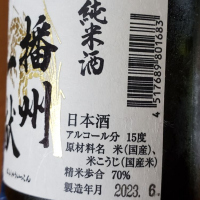 純米酒
播州
4 517689 801683
日本酒
アルコール分 15度
原材料名 米(国産)、
米こうじ(国産米)
精米歩合 70%
製造年月 2023. 6.